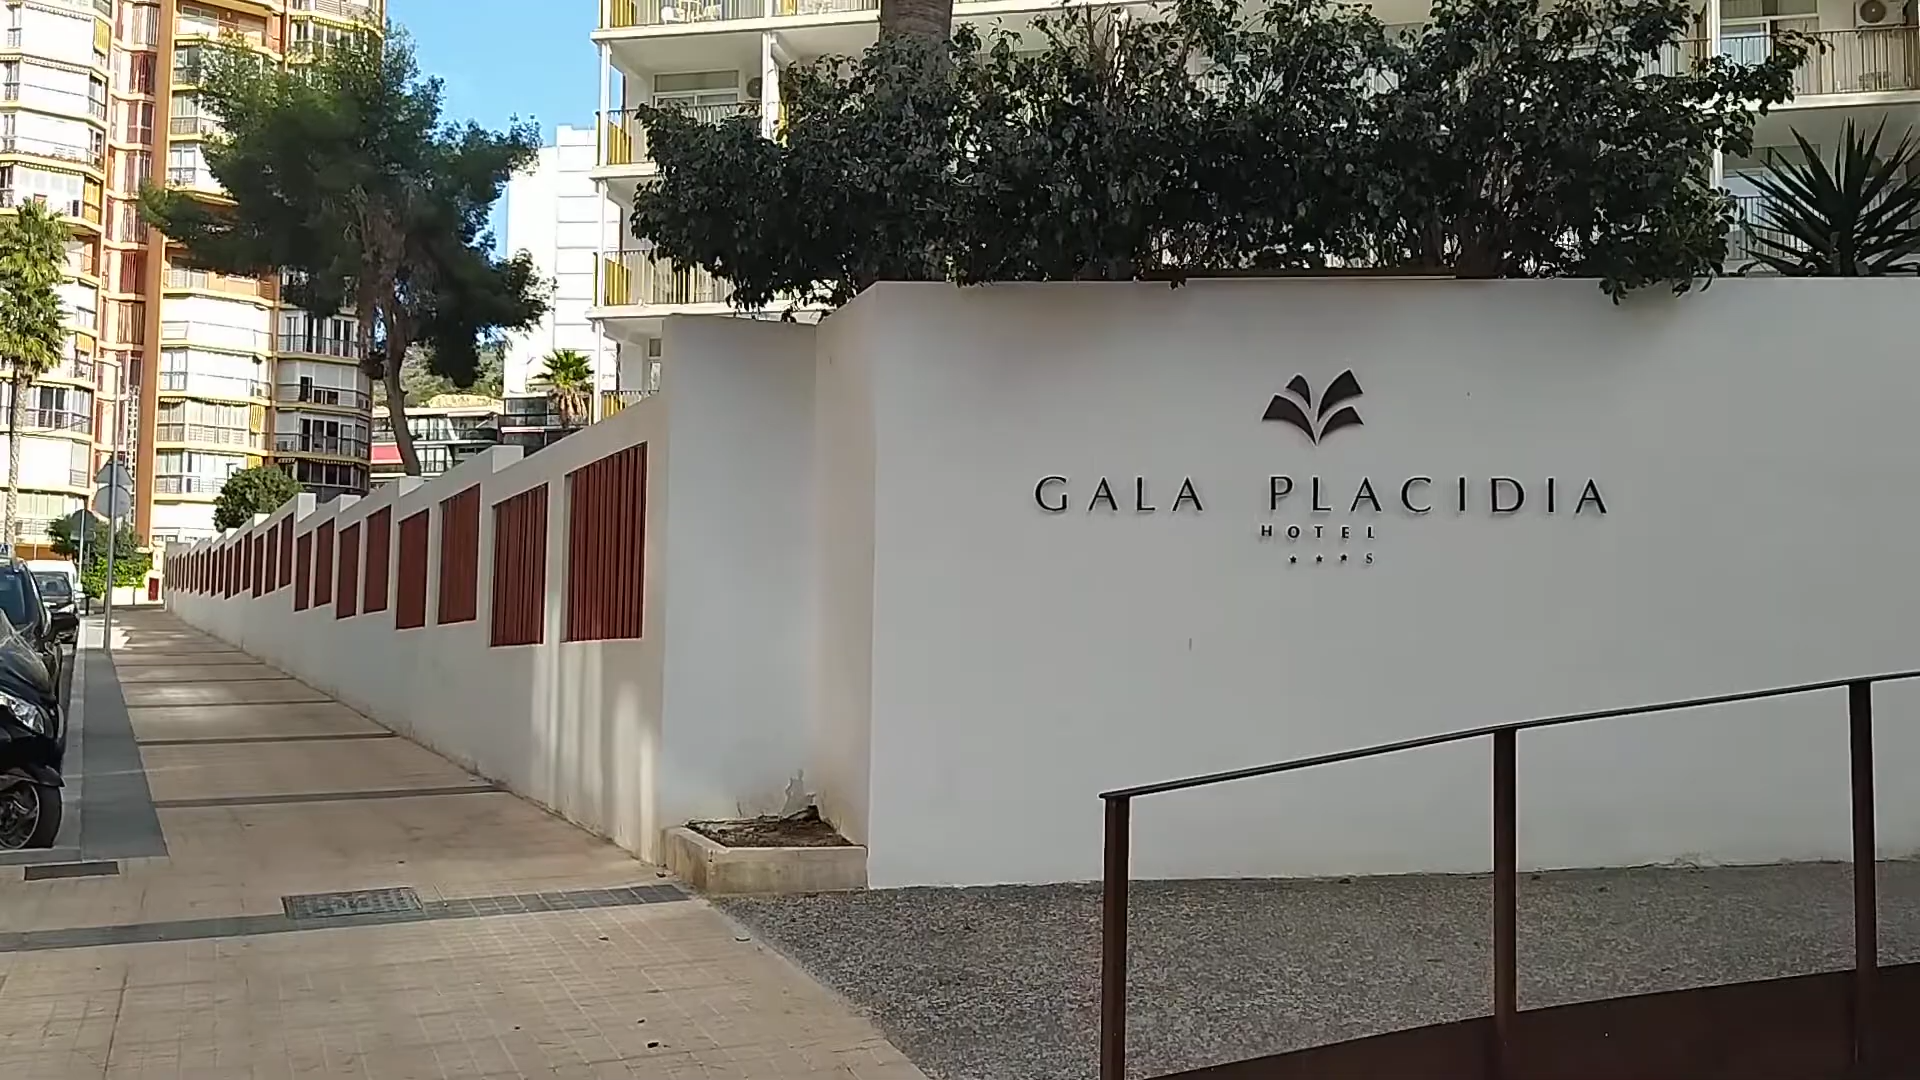 GALA PLACIDIA
HOTEL
★ ★ ★ S